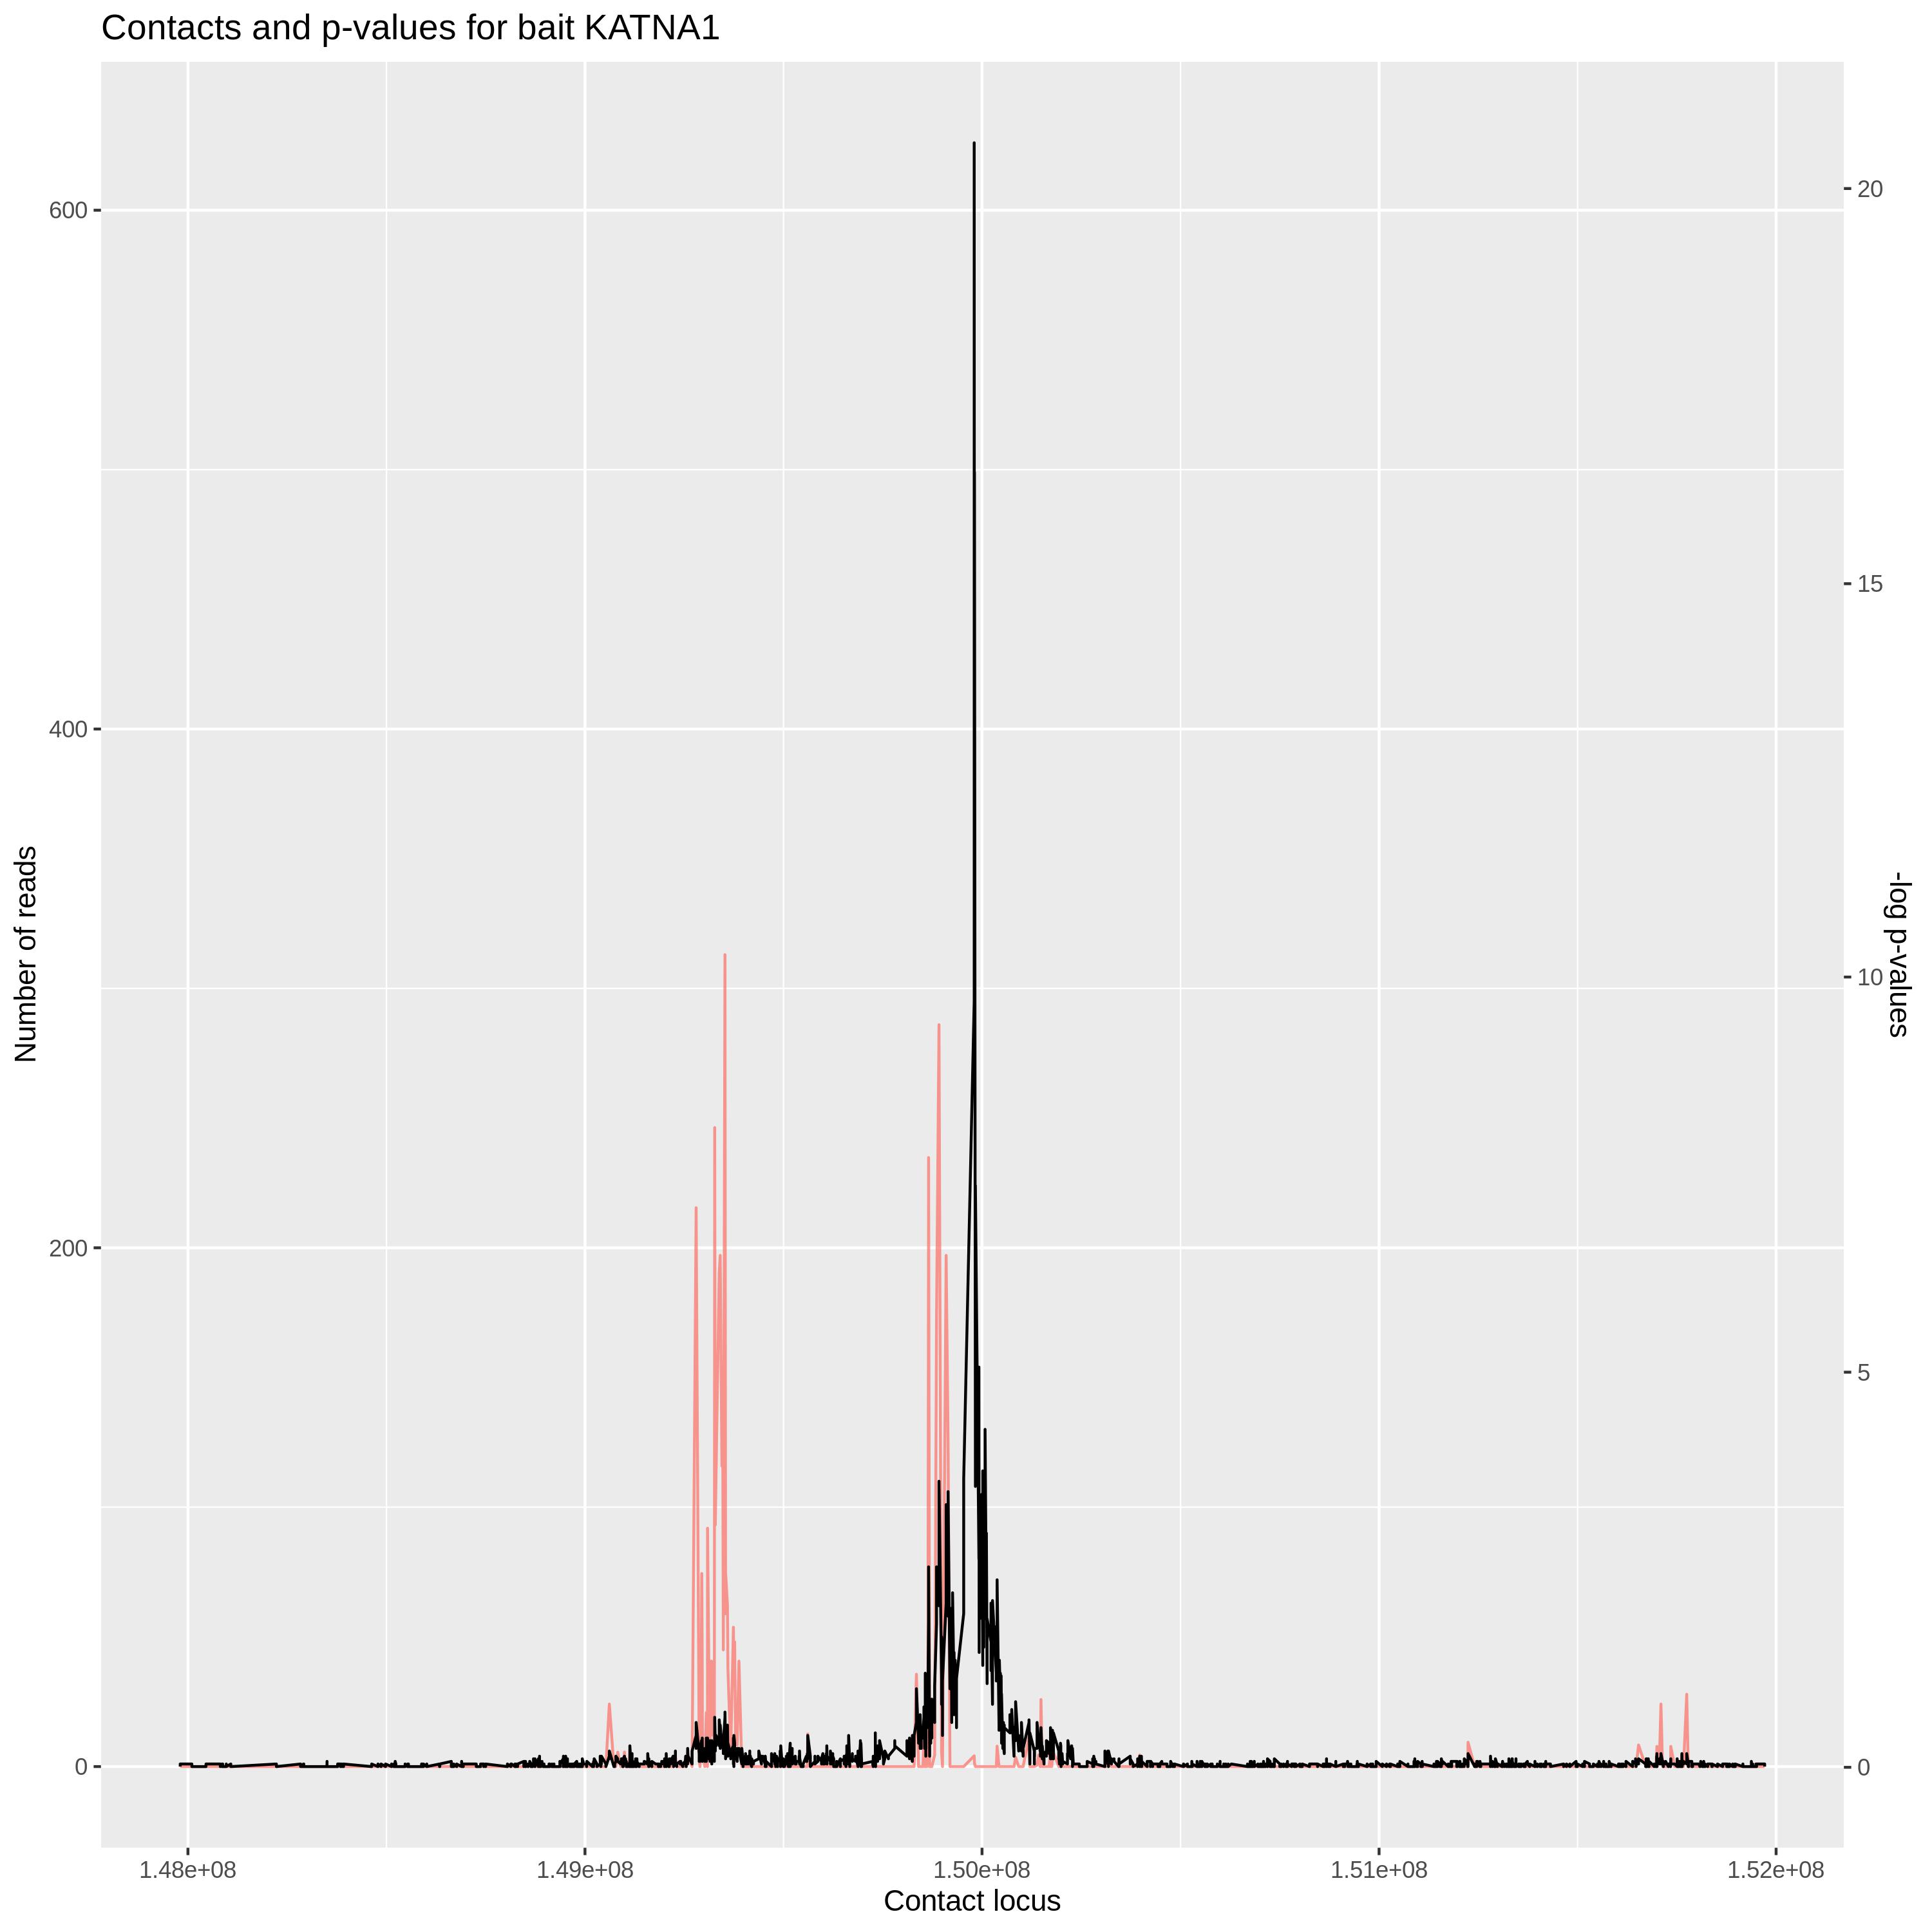 Contacts and p-values for bait KATNA1
Number of reads
600
400
200
0
20
15
10
5
0
-log p-values
1.48e+08
1.49e+08
1.50e+08
1.51e+08
1.52e+08
Contact locus